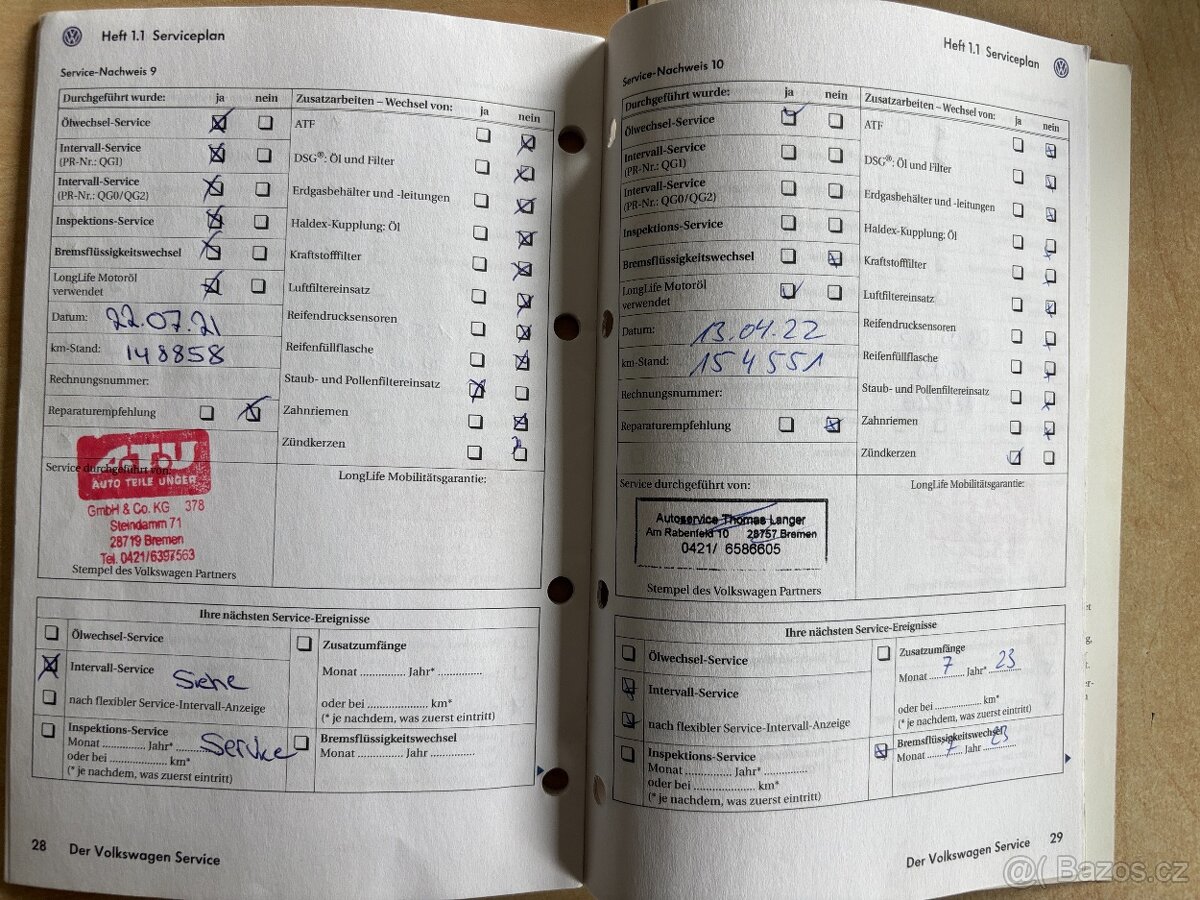 Heft 1.1 Serviceplan
Service-Nachweis 9
Durchgeführt wurde: ja nein
Ölwechsel-Service
Intervall-Service
(PR-Nr.: QG1)
Intervall-Service
(PR-Nr.: QG0/QG2)
Inspektions-Service
Bremsflüssigkeitswechsel
LongLife Motoröl
verwendet
Datum: 22.07.21
km-Stand: 148858
Rechnungsnummer:
Reparaturempfehlung
Zusatzarbeiten – Wechsel von: ja nein
ATF
DSG®: Öl und Filter
Erdgasbehälter und -leitungen
Haldex-Kupplung: Öl
Kraftstofffilter
Luftfiltereinsatz
Reifendrucksensoren
Reifenfüllflasche
Staub- und Pollenfiltereinsatz
Zahnriemen
Zündkerzen
Service durchgeführt von:
ATU
AUTO TEILE UNGER
GmbH & Co. KG 378
Steindamm 71
28719 Bremen
Tel. 0421/6397563
Stempel des Volkswagen Partners
LongLife Mobilitätsgarantie:
Ihre nächsten Service-Ereignisse
Ölwechsel-Service
Intervall-Service
Siehe
nach flexibler Service-Intervall-Anzeige
Inspektions-Service
Monat ............... Jahr*
Service
oder bei ............... km*
(* je nachdem, was zuerst eintritt)
Zusatzumfänge
Monat ............... Jahr* ...............
oder bei ............... km*
(* je nachdem, was zuerst eintritt)
Bremsflüssigkeitswechsel
Monat ............... Jahr ...............
28 Der Volkswagen Service
Heft 1.1 Serviceplan
Service-Nachweis 10
Durchgeführt wurde: ja nein
Ölwechsel-Service
Intervall-Service
(PR-Nr.: QG1)
Intervall-Service
(PR-Nr.: QG0/QG2)
Inspektions-Service
Bremsflüssigkeitswechsel
LongLife Motoröl
verwendet
Datum: 13.04.22
km-Stand: 154551
Rechnungsnummer:
Reparaturempfehlung
Zusatzarbeiten – Wechsel von: ja nein
ATF
DSG®: Öl und Filter
Erdgasbehälter und -leitungen
Haldex-Kupplung: Öl
Kraftstofffilter
Luftfiltereinsatz
Reifendrucksensoren
Reifenfüllflasche
Staub- und Pollenfiltereinsatz
Zahnriemen
Zündkerzen
Service durchgeführt von:
Autoservice Thomas Langer
Am Rabenfeld 10 28757 Bremen
0421/ 6586605
Stempel des Volkswagen Partners
LongLife Mobilitätsgarantie:
Ihre nächsten Service-Ereignisse
Ölwechsel-Service
Intervall-Service
nach flexibler Service-Intervall-Anzeige
Inspektions-Service
Monat ............... Jahr* ...............
oder bei ............... km*
(* je nachdem, was zuerst eintritt)
Zusatzumfänge
Monat 7 Jahr* 23
oder bei ............... km*
(* je nachdem, was zuerst eintritt)
Bremsflüssigkeitswechsel
Monat 7 Jahr 23
Der Volkswagen Service 29
@( Bazos.cz